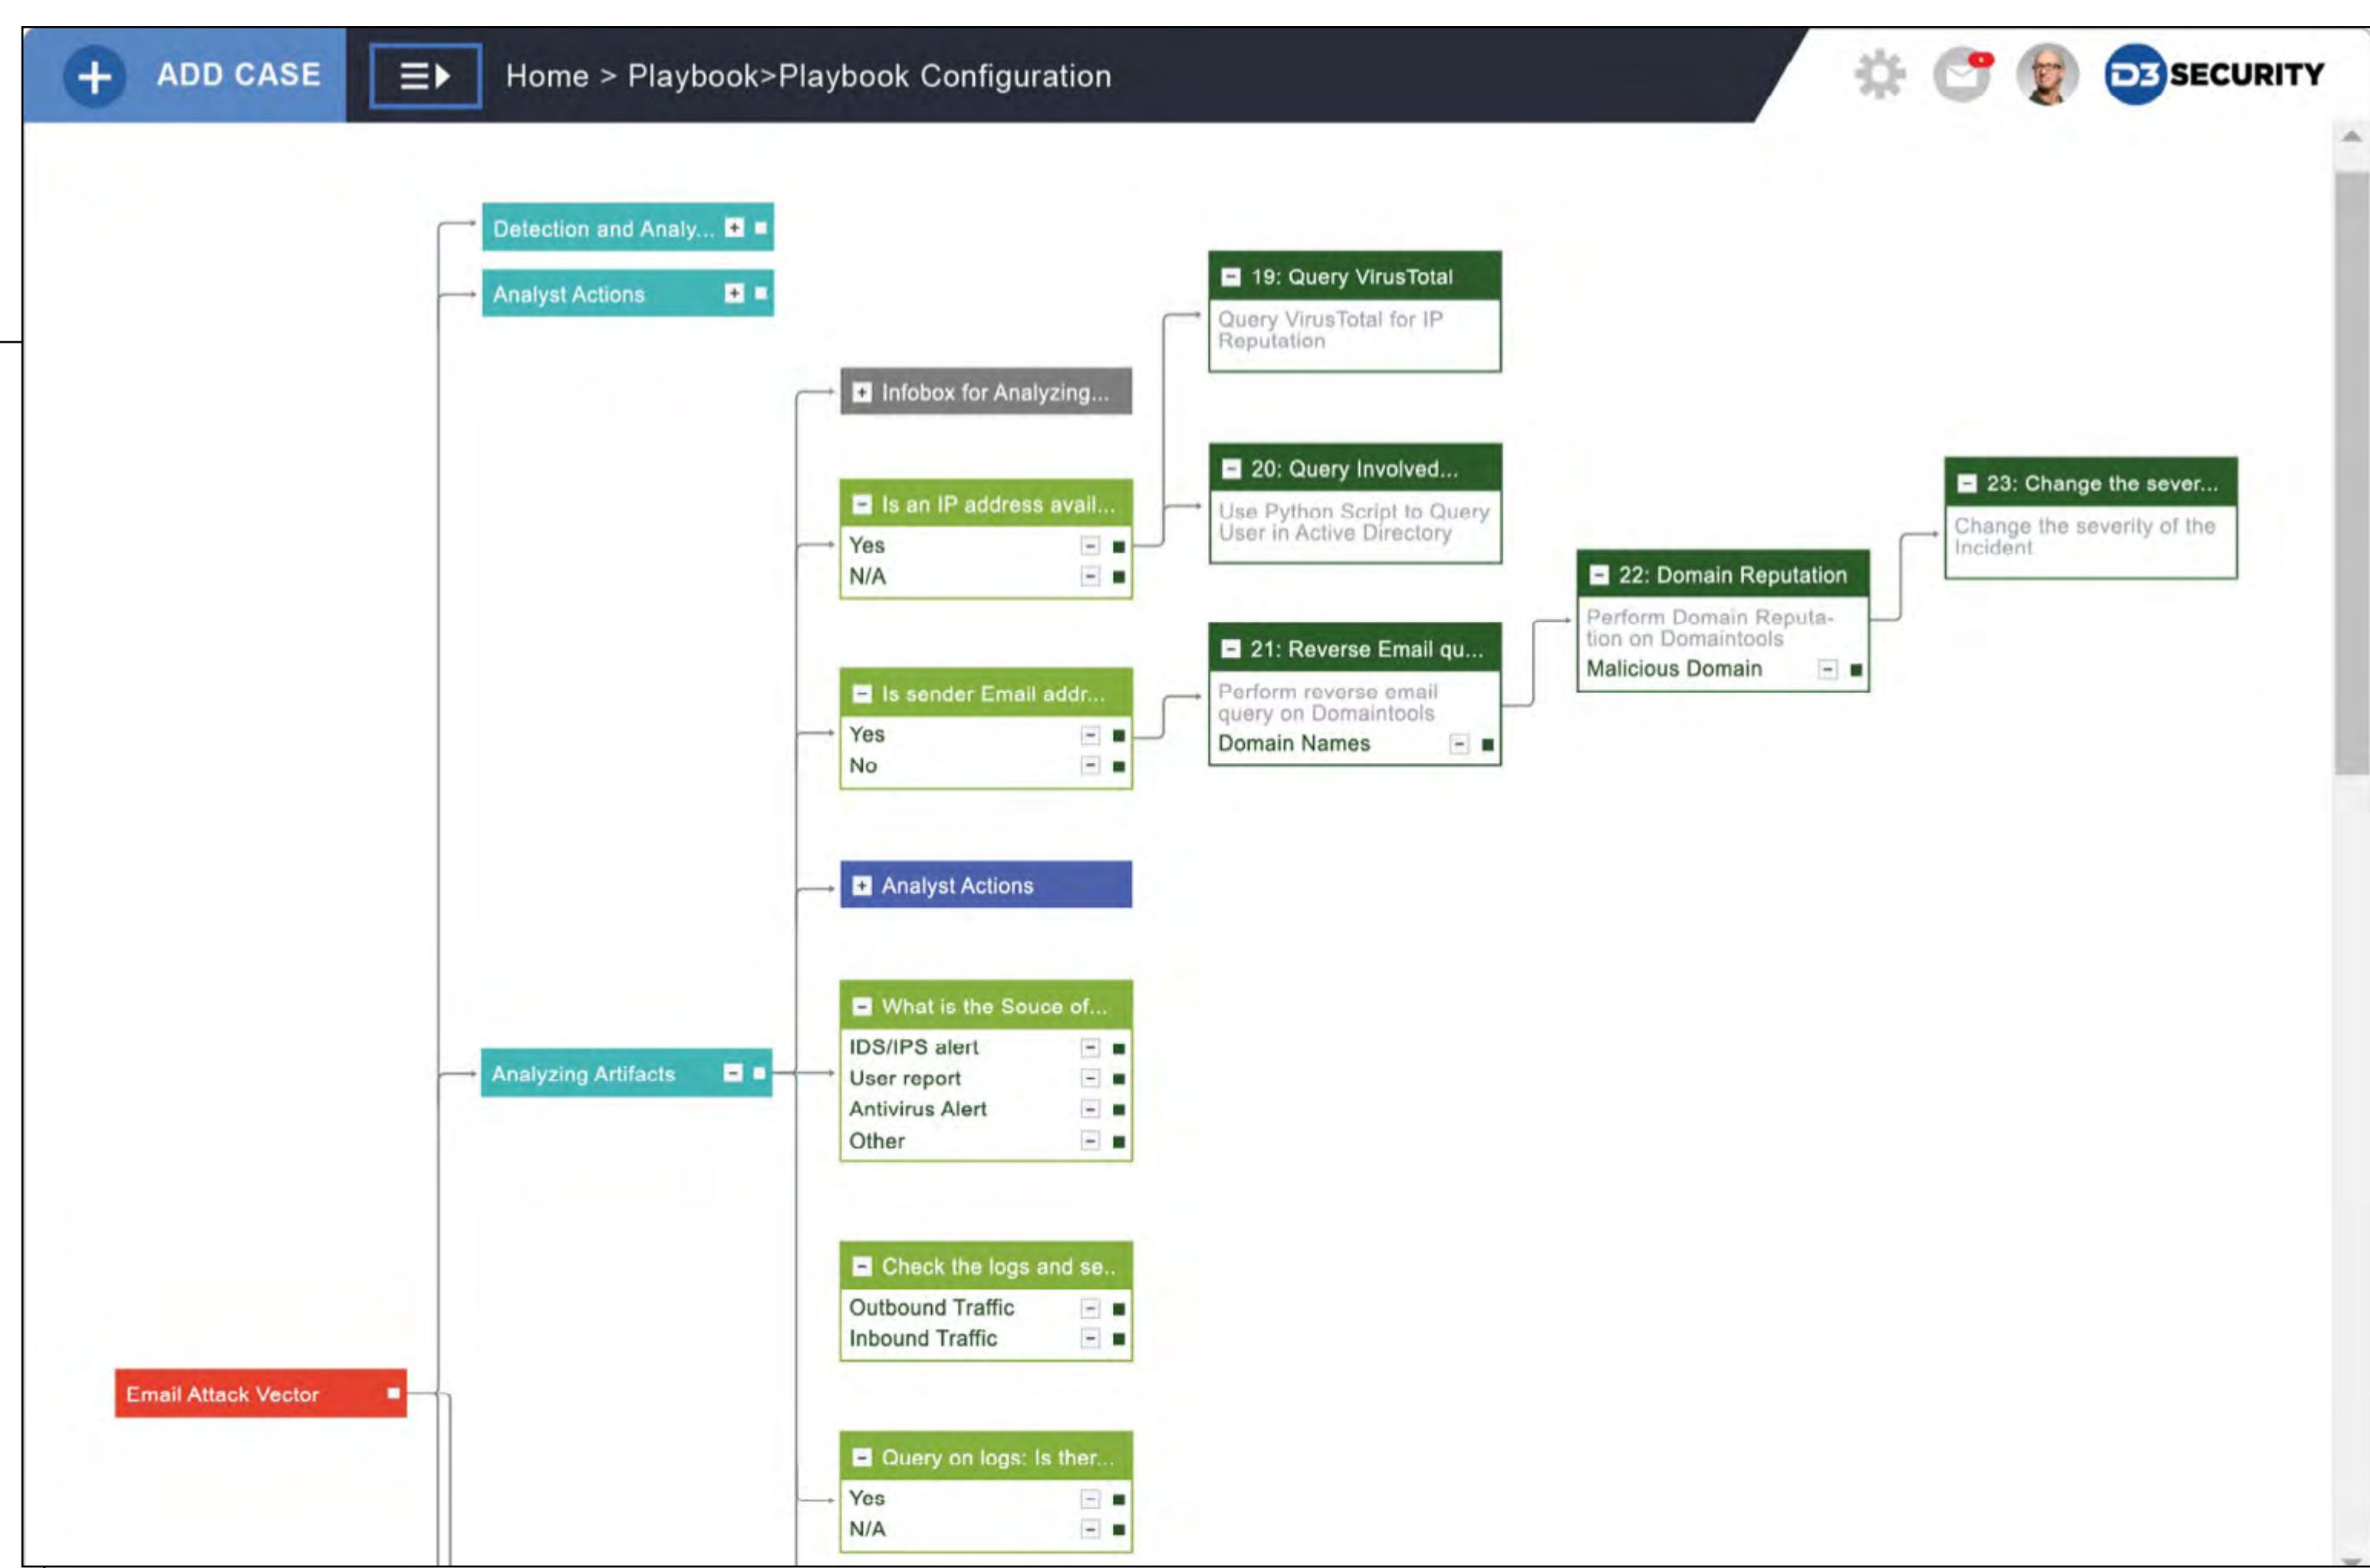 ADD CASE
Home > Playbook>Playbook Configuration
D3 SECURITY
Detection and Analy...
Analyst Actions
19: Query VirusTotal
Query VirusTotal for IP
Reputation
Infobox for Analyzing...
20: Query Involved...
Use Python Script to Query
User in Active Directory
23: Change the sever...
Change the severity of the
Incident
Is an IP address avail...
Yes
N/A
22: Domain Reputation
Perform Domain Reputa-
tion on Domaintools
Malicious Domain
21: Reverse Email qu...
Perform reverse email
query on Domaintools
Domain Names
Is sender Email addr...
Yes
No
Analyst Actions
What is the Souce of...
IDS/IPS alert
User report
Antivirus Alert
Other
Analyzing Artifacts
Check the logs and se..
Outbound Traffic
Inbound Traffic
Email Attack Vector
Query on logs: Is ther...
Yes
N/A